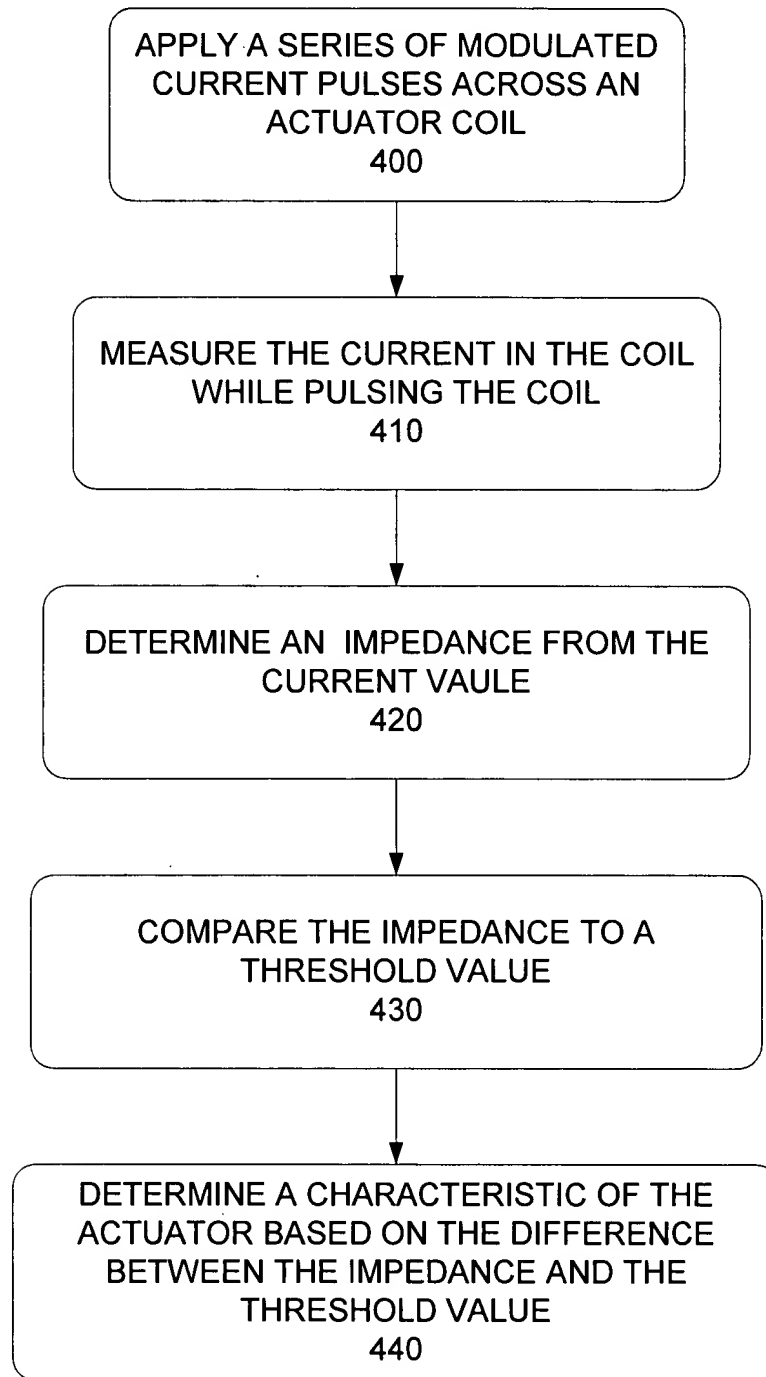 APPLY A SERIES OF MODULATED
CURRENT PULSES ACROSS AN
ACTUATOR COIL
400
MEASURE THE CURRENT IN THE COIL
WHILE PULSING THE COIL
410
DETERMINE AN IMPEDANCE FROM THE
CURRENT VAULE
420
COMPARE THE IMPEDANCE TO A
THRESHOLD VALUE
430
DETERMINE A CHARACTERISTIC OF THE
ACTUATOR BASED ON THE DIFFERENCE
BETWEEN THE IMPEDANCE AND THE
THRESHOLD VALUE
440